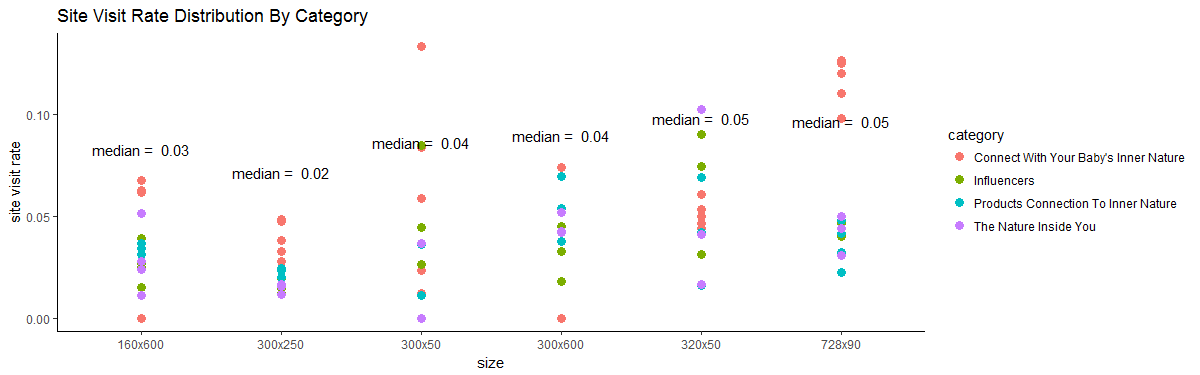 Site Visit Rate Distribution By Category
site visit rate
0.10
0.05
0.00
median = 0.03
median = 0.02
median = 0.04
median = 0.04
median = 0.05
median = 0.05
160x600
300x250
300x50
300x600
320x50
728x90
size
category
Connect With Your Baby's Inner Nature
Influencers
Products Connection To Inner Nature
The Nature Inside You